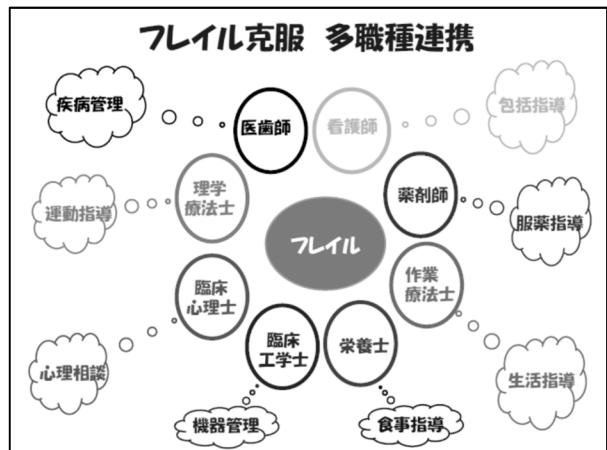 フレイル克服 多職種連携
疾病管理
医歯師
看護師
包括指導
運動指導
理学
療法士
薬剤師
服薬指導
フレイル
臨床
心理士
作業
療法士
心理相談
臨床
工学士
栄養士
生活指導
機器管理
食事指導